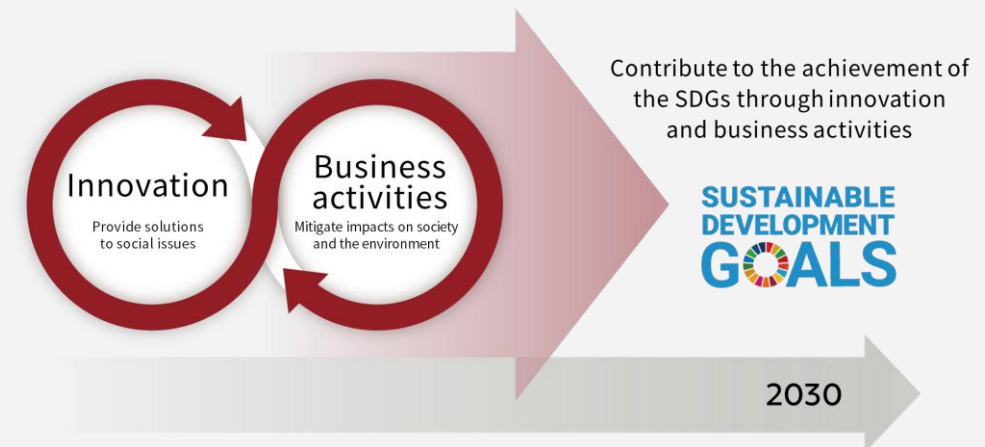 Innovation
Provide solutions
to social issues
Business
activities
Mitigate impacts on society
and the environment
Contribute to the achievement of
the SDGs through innovation
and business activities
SUSTAINABLE
DEVELOPMENT
GOALS
2030